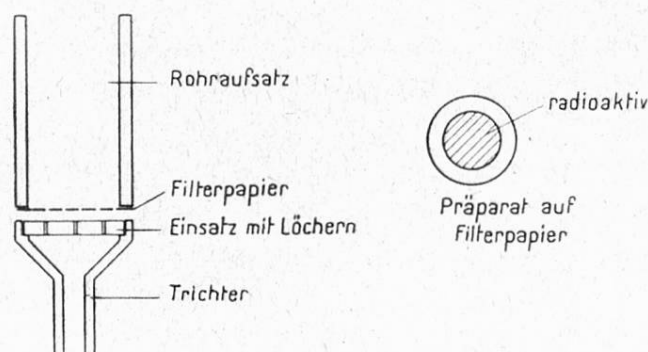 Rohraufsatz
Filterpapier
Einsatz mit Löchern
Trichter
radioaktiv
Präparat auf
Filterpapier